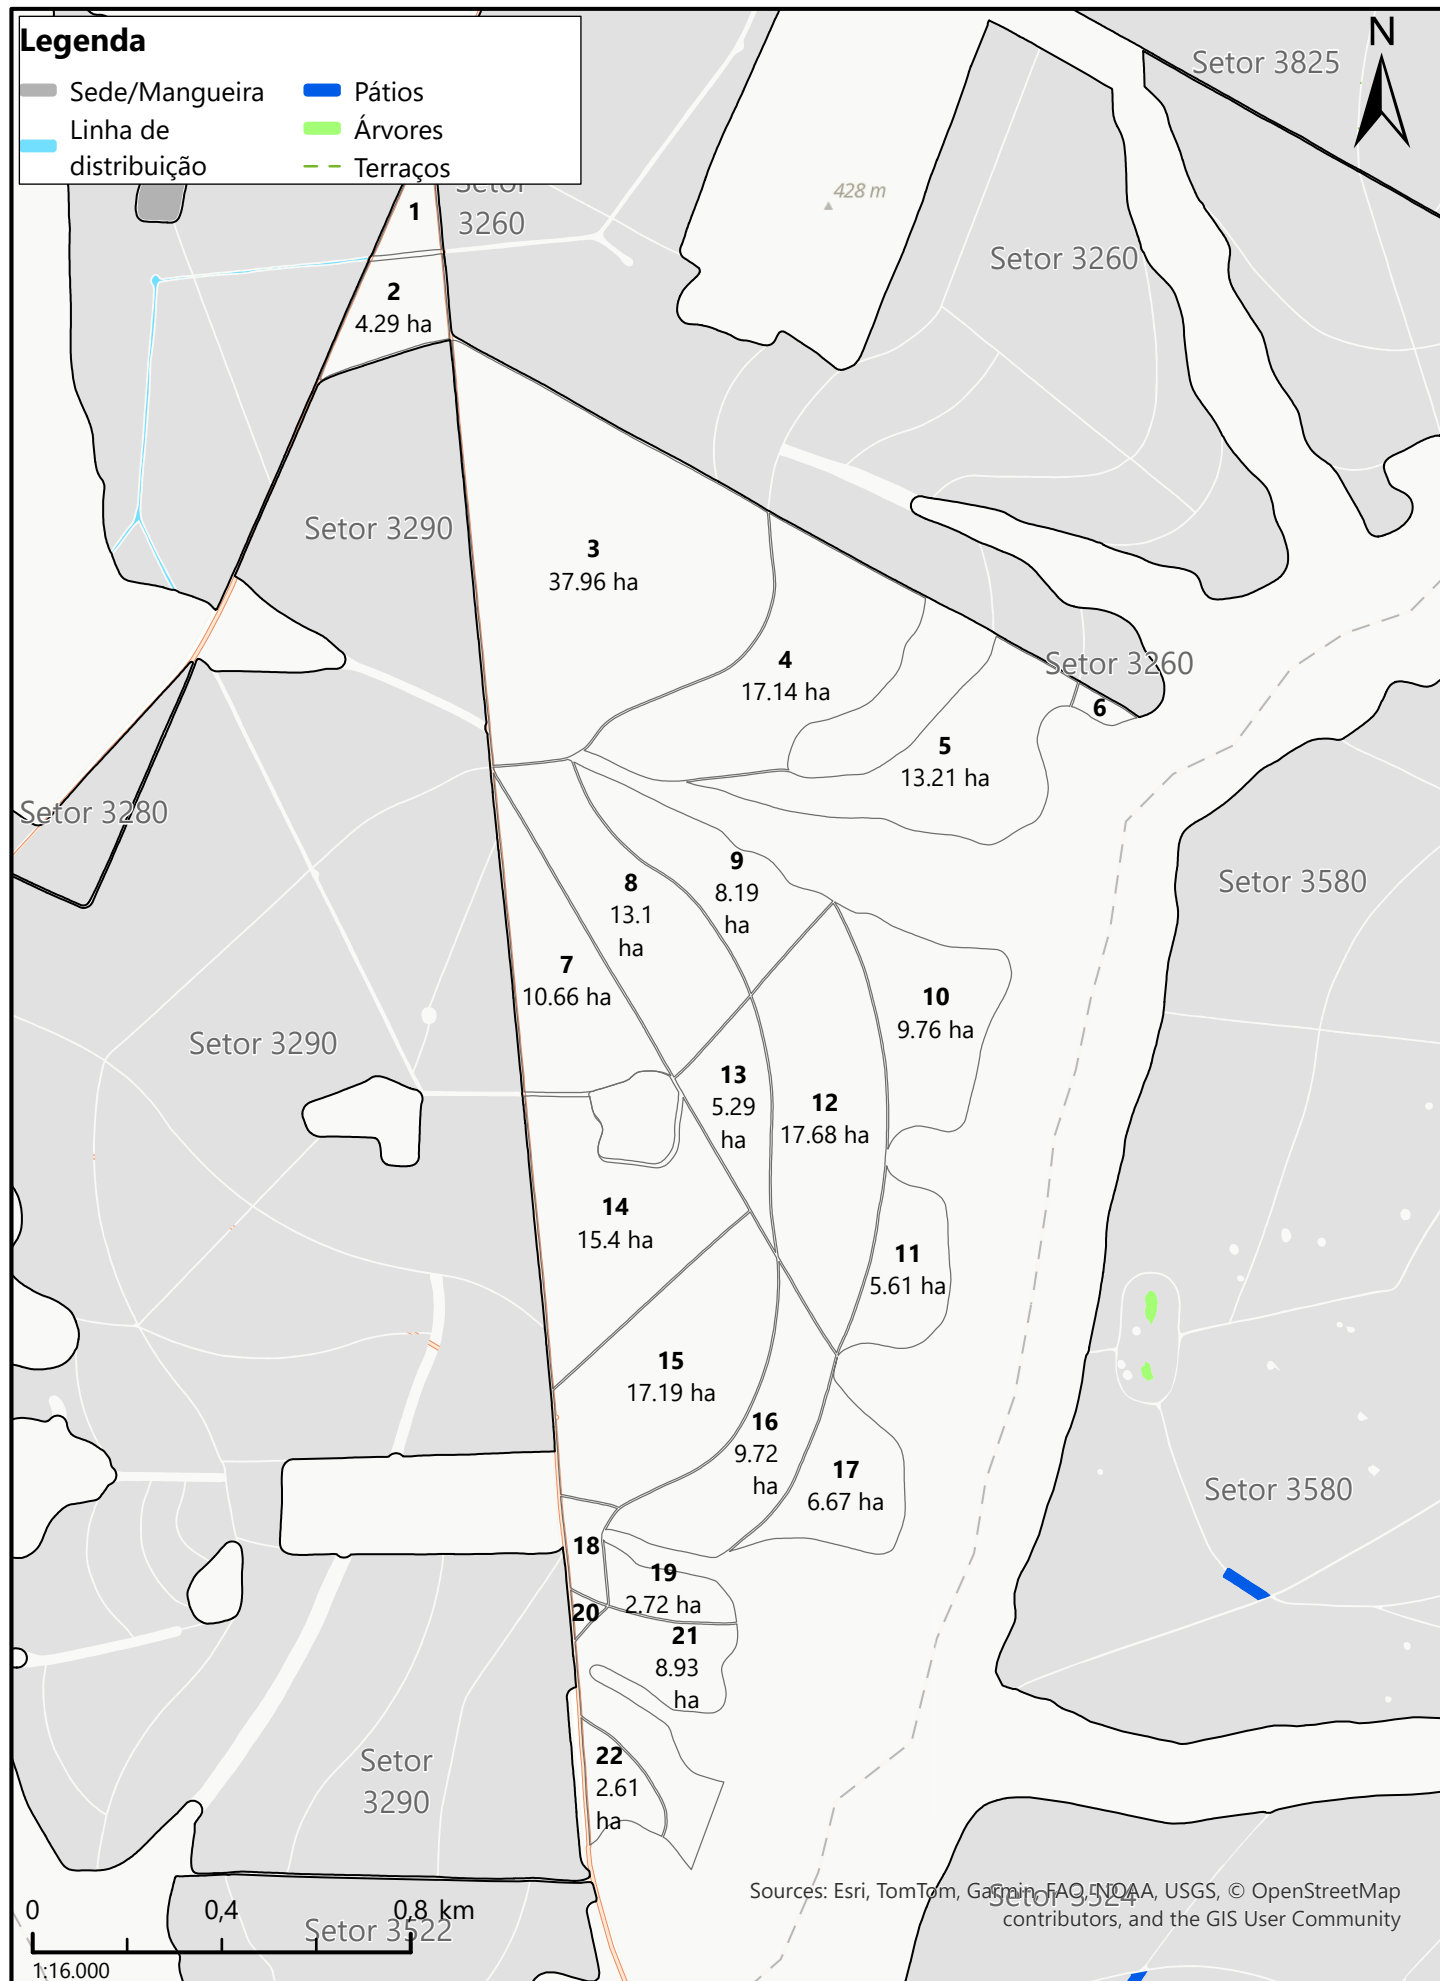 Legenda
Sede/Mangueira
Linha de
distribuição
Pátios
Árvores
Terraços
N
Setor 3825
428 m
Setor
3260
Setor 3260
1
2
4.29 ha
Setor 3290
3
37.96 ha
4
17.14 ha
Setor 3260
6
5
13.21 ha
Setor 3280
9
8.19
ha
8
13.1
ha
Setor 3580
7
10.66 ha
10
9.76 ha
Setor 3290
13
5.29
ha
12
17.68 ha
14
15.4 ha
11
5.61 ha
15
17.19 ha
16
9.72
ha
17
6.67 ha
Setor 3580
18
19
2.72 ha
20
21
8.93
ha
22
2.61
ha
Setor
3290
Sources: Esri, TomTom, Garmin, FAO, NOAA, USGS, © OpenStreetMap
contributors, and the GIS User Community
Setor 3524
0 0,4 0,8 km
Setor 3522
1:16.000